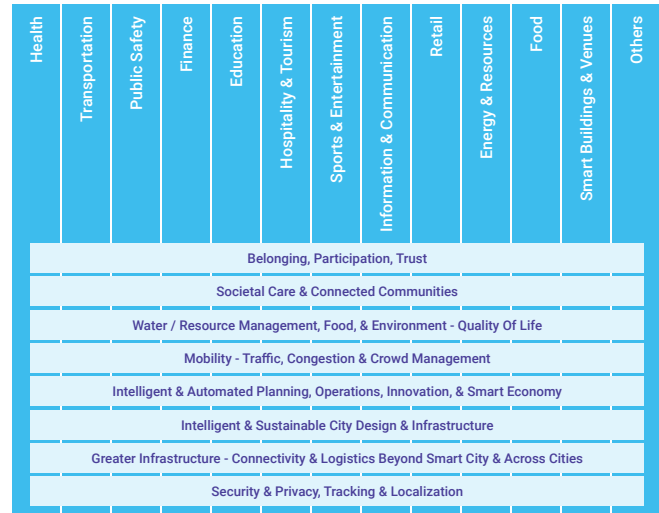 Health
Transportation
Public Safety
Finance
Education
Hospitality & Tourism
Sports & Entertainment
Information & Communication
Retail
Energy & Resources
Food
Smart Buildings & Venues
Others
Belonging, Participation, Trust
Societal Care & Connected Communities
Water / Resource Management, Food, & Environment - Quality Of Life
Mobility - Traffic, Congestion & Crowd Management
Intelligent & Automated Planning, Operations, Innovation, & Smart Economy
Intelligent & Sustainable City Design & Infrastructure
Greater Infrastructure - Connectivity & Logistics Beyond Smart City & Across Cities
Security & Privacy, Tracking & Localization